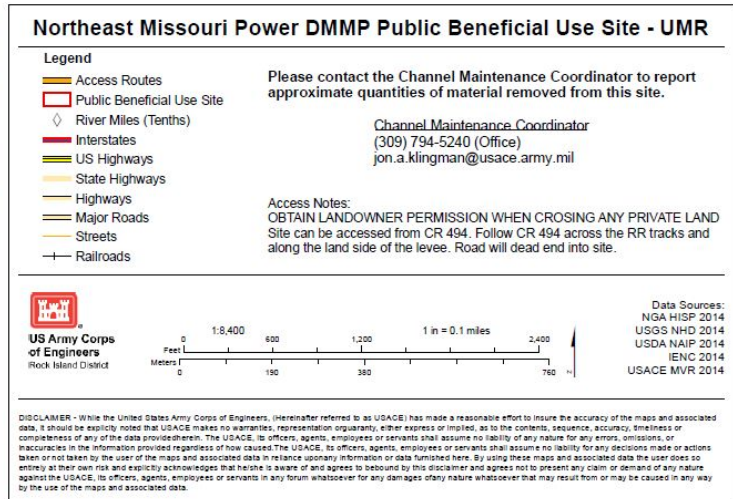 Northeast Missouri Power DMMP Public Beneficial Use Site - UMR
Legend
Access Routes
Public Beneficial Use Site
River Miles (Tenths)
Interstates
US Highways
State Highways
Highways
Major Roads
Streets
Railroads
Please contact the Channel Maintenance Coordinator to report
approximate quantities of material removed from this site.
Channel Maintenance Coordinator
(309) 794-5240 (Office)
jon.a.klingman@usace.army.mil
Access Notes:
OBTAIN LANDOWNER PERMISSION WHEN CROSING ANY PRIVATE LAND
Site can be accessed from CR 494. Follow CR 494 across the RR tracks and
along the land side of the levee. Road will dead end into site.
US Army Corps
of Engineers
Rock Island District
1:8,400 1 in = 0.1 miles
0 600 1,200 2,400
Feet
Meters
0 190 380 760
Z
Data Sources:
NGA HISP 2014
USGS NHD 2014
USDA NAIP 2014
IENC 2014
USACE MVR 2014
DISCLAIMER - While the United States Army Corps of Engineers, (Hereinafter referred to as USACE) has made a reasonable effort to insure the accuracy of the maps and associated
data, it should be explicitly noted that USACE makes no warranties, representation orguaranty, either express or implied, as to the contents, sequence, accuracy, timeliness or
completeness of any of the data providedherein. The USACE, its officers, agents, employees or servants shall assume no liability of any nature for any errors, omissions, or
inaccuracies in the information provided regardless of how caused.The USACE, its officers, agents, employees or servants shall assume no liability for any decisions made or actions
taken or not taken by the user of the maps and associated data in reliance uponany information or data furnished here. By using these maps and associated data the user does so
entirely at their own risk and explicitly acknowledges that he/she is aware of and agrees to bebound by this disclaimer and agrees not to present any claim or demand of any nature
against the USACE, its officers, agents, employees or servants in any forum whatsoever for any damages ofany nature whatsoever that may result from or may be caused in any way
by the use of the maps and associated data.